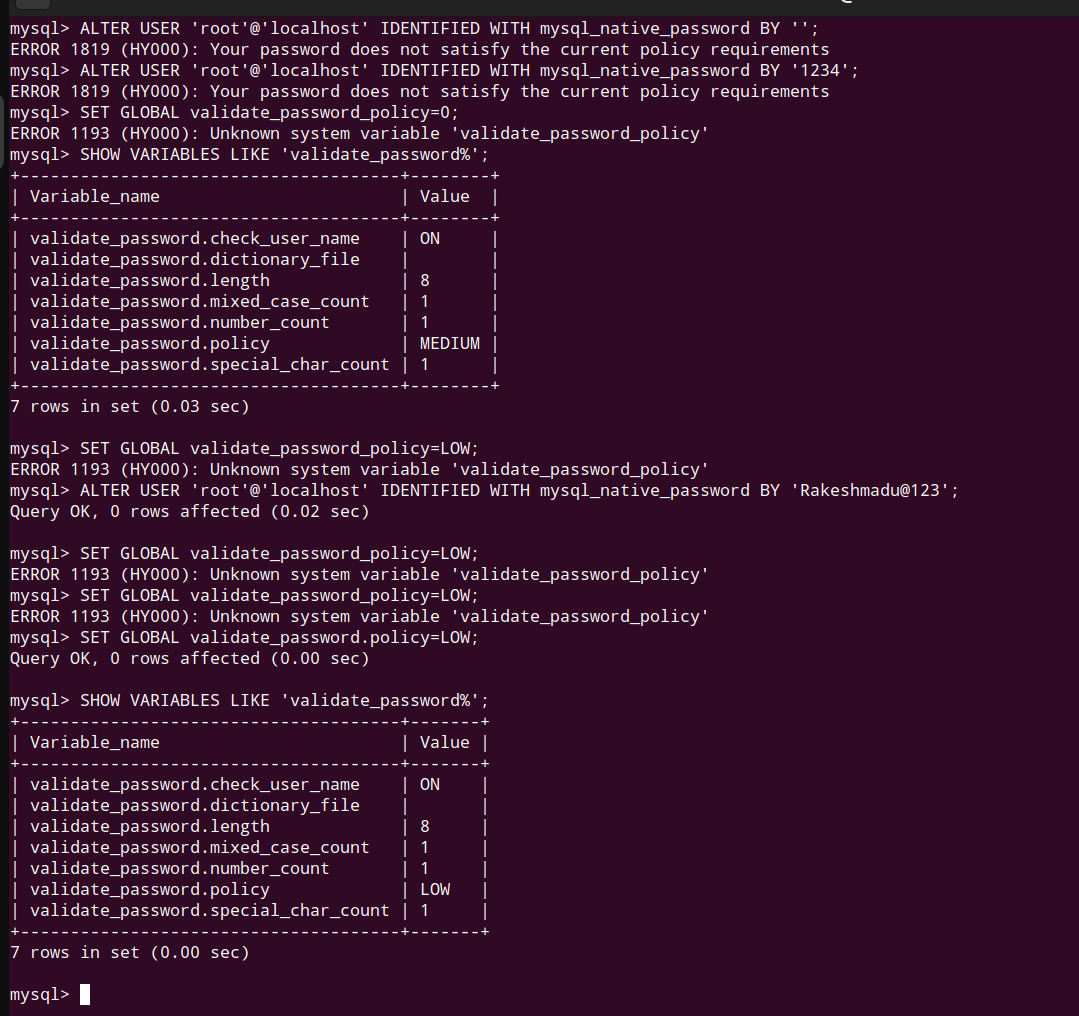 mysql> ALTER USER 'root'@'localhost' IDENTIFIED WITH mysql_native_password BY '';
ERROR 1819 (HY000): Your password does not satisfy the current policy requirements
mysql> ALTER USER 'root'@'localhost' IDENTIFIED WITH mysql_native_password BY '1234';
ERROR 1819 (HY000): Your password does not satisfy the current policy requirements
mysql> SET GLOBAL validate_password_policy=0;
ERROR 1193 (HY000): Unknown system variable 'validate_password_policy'
mysql> SHOW VARIABLES LIKE 'validate_password%';
+--------------------------------------+--------+
| Variable_name                        | Value  |
+--------------------------------------+--------+
| validate_password.check_user_name    | ON     |
| validate_password.dictionary_file    |        |
| validate_password.length             | 8      |
| validate_password.mixed_case_count   | 1      |
| validate_password.number_count       | 1      |
| validate_password.policy             | MEDIUM |
| validate_password.special_char_count | 1      |
+--------------------------------------+--------+
7 rows in set (0.03 sec)

mysql> SET GLOBAL validate_password_policy=LOW;
ERROR 1193 (HY000): Unknown system variable 'validate_password_policy'
mysql> ALTER USER 'root'@'localhost' IDENTIFIED WITH mysql_native_password BY 'Rakeshmadu@123';
Query OK, 0 rows affected (0.02 sec)

mysql> SET GLOBAL validate_password_policy=LOW;
ERROR 1193 (HY000): Unknown system variable 'validate_password_policy'
mysql> SET GLOBAL validate_password_policy=LOW;
ERROR 1193 (HY000): Unknown system variable 'validate_password_policy'
mysql> SET GLOBAL validate_password.policy=LOW;
Query OK, 0 rows affected (0.00 sec)

mysql> SHOW VARIABLES LIKE 'validate_password%';
+--------------------------------------+-------+
| Variable_name                        | Value |
+--------------------------------------+-------+
| validate_password.check_user_name    | ON    |
| validate_password.dictionary_file    |       |
| validate_password.length             | 8     |
| validate_password.mixed_case_count   | 1     |
| validate_password.number_count       | 1     |
| validate_password.policy             | LOW   |
| validate_password.special_char_count | 1     |
+--------------------------------------+-------+
7 rows in set (0.00 sec)

mysql>